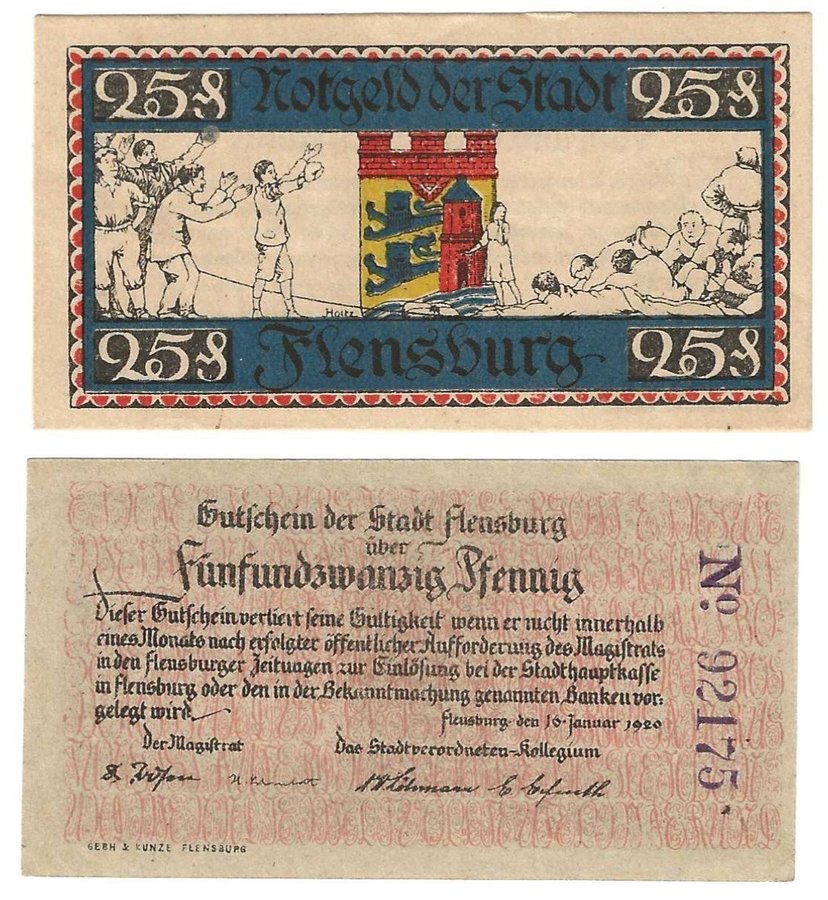 25₰ Notgeld der Stadt 25₰
Holtz
25₰ Flensburg 25₰
Gutschein der Stadt Flensburg
über
Fünfundzwanzig Pfennig
Dieser Gutschein verliert seine Gültigkeit wenn er nicht innerhalb
eines Monats nach erfolgter öffentlicher Aufforderung des Magistrats
in den Flensburger Zeitungen zur Einlösung bei der Stadthauptkasse
in Flensburg oder den in der Bekanntmachung genannten Banken vor-
gelegt wird.
Flensburg den 16. Januar 1920
Der Magistrat Das Stadtverordneten-Kollegium
GEBH & KUNZE FLENSBURG
No. 92175